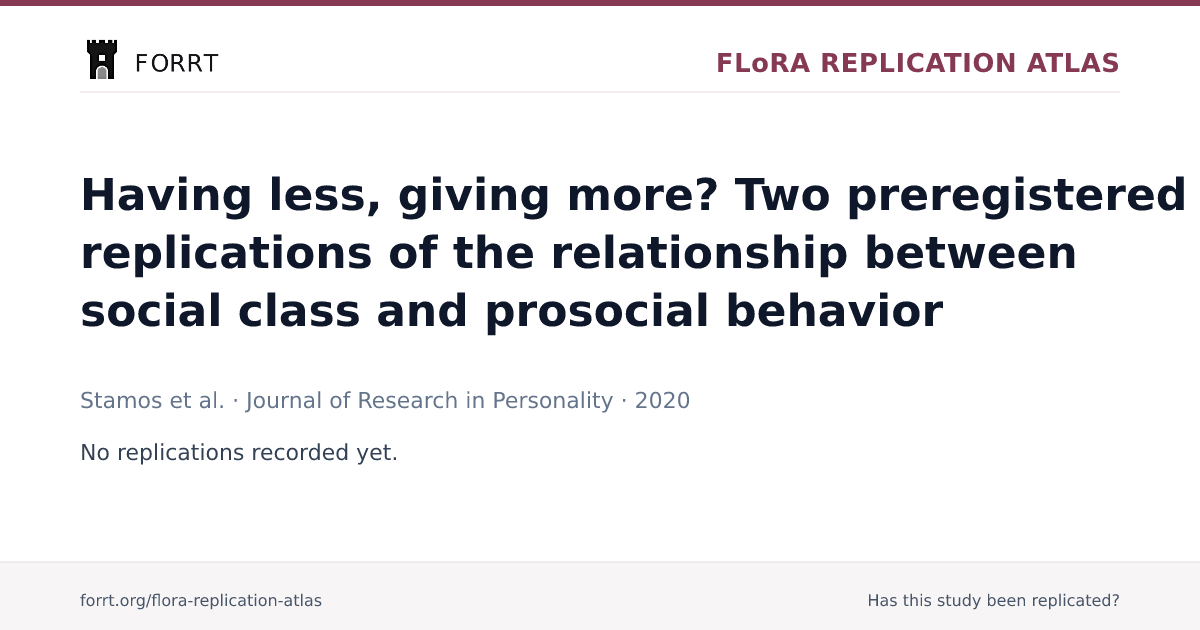 FORRT
FLoRA REPLICATION ATLAS
Having less, giving more? Two preregistered
replications of the relationship between
social class and prosocial behavior
Stamos et al. · Journal of Research in Personality · 2020
No replications recorded yet.
forrt.org/flora-replication-atlas
Has this study been replicated?